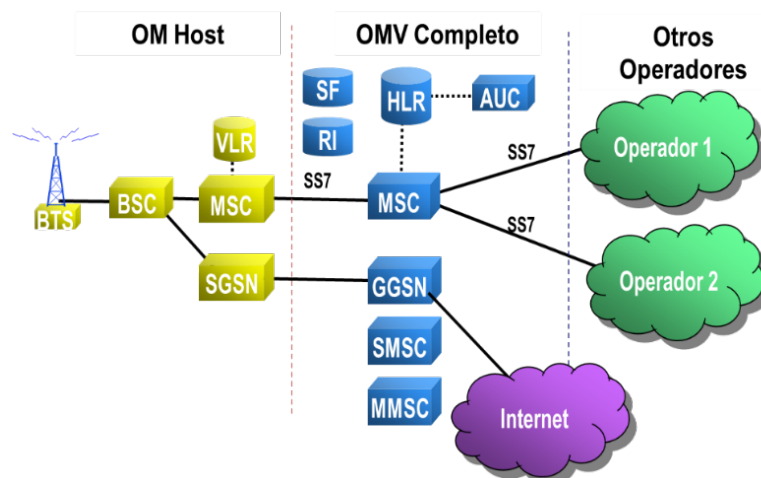 OM Host
OMV Completo
Otros
Operadores
SF
HLR
AUC
VLR
RI
SS7
Operador 1
BTS
BSC
MSC
SS7
MSC
SS7
SGSN
GGSN
Operador 2
SMSC
MMSC
Internet